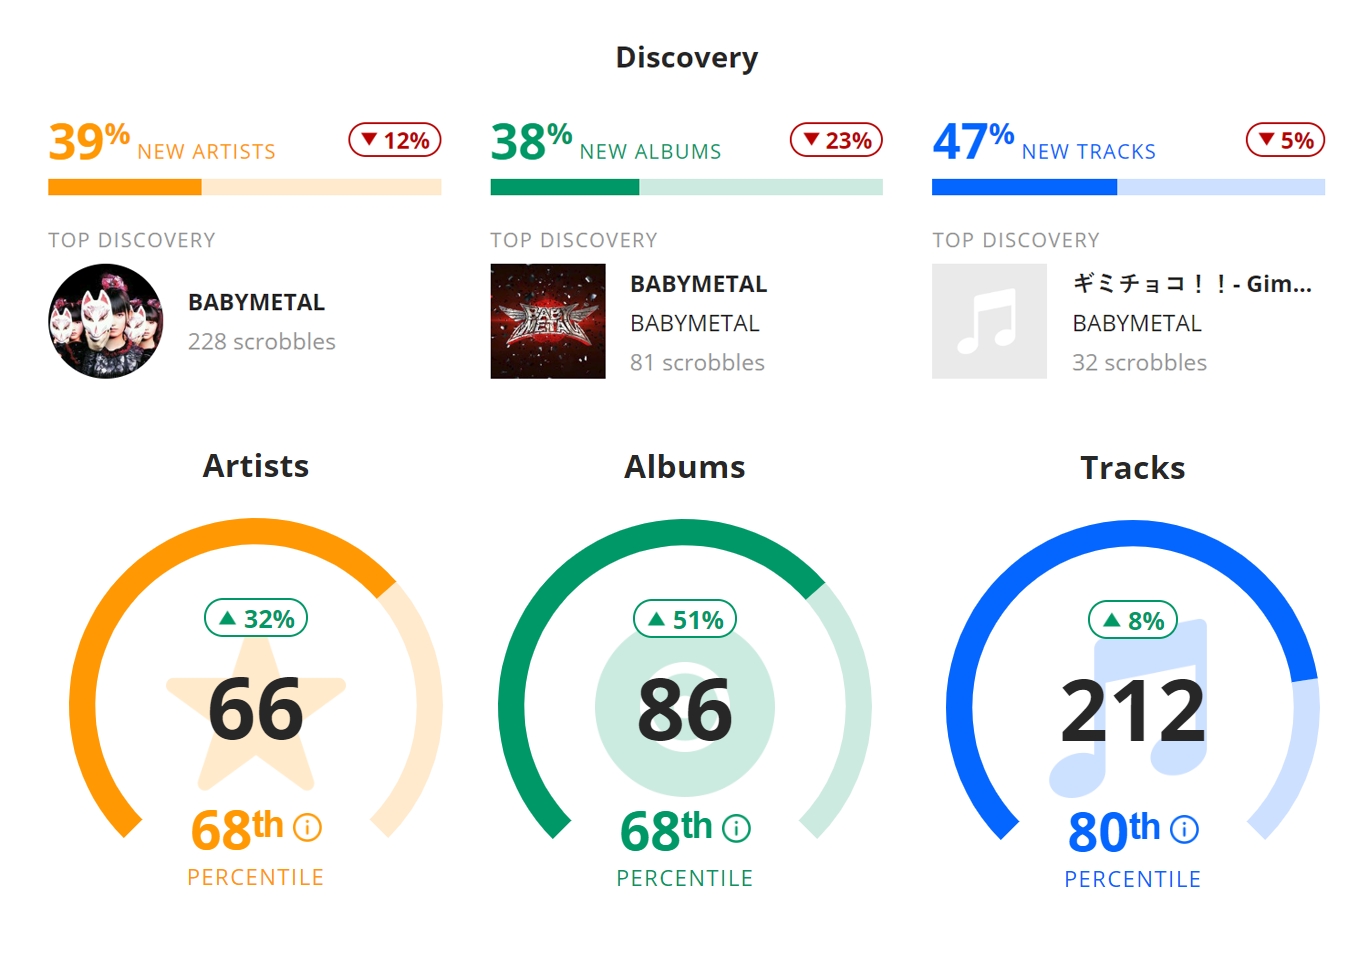 Discovery
39% NEW ARTISTS ▼ 12%
38% NEW ALBUMS ▼ 23%
47% NEW TRACKS ▼ 5%
TOP DISCOVERY
BABYMETAL
228 scrobbles
TOP DISCOVERY
BABY METAL
BABYMETAL
BABYMETAL
81 scrobbles
TOP DISCOVERY
ギミチョコ！！- Gim...
BABYMETAL
32 scrobbles
Artists
▲ 32%
66
68th
PERCENTILE
Albums
▲ 51%
86
68th
PERCENTILE
Tracks
▲ 8%
212
80th
PERCENTILE